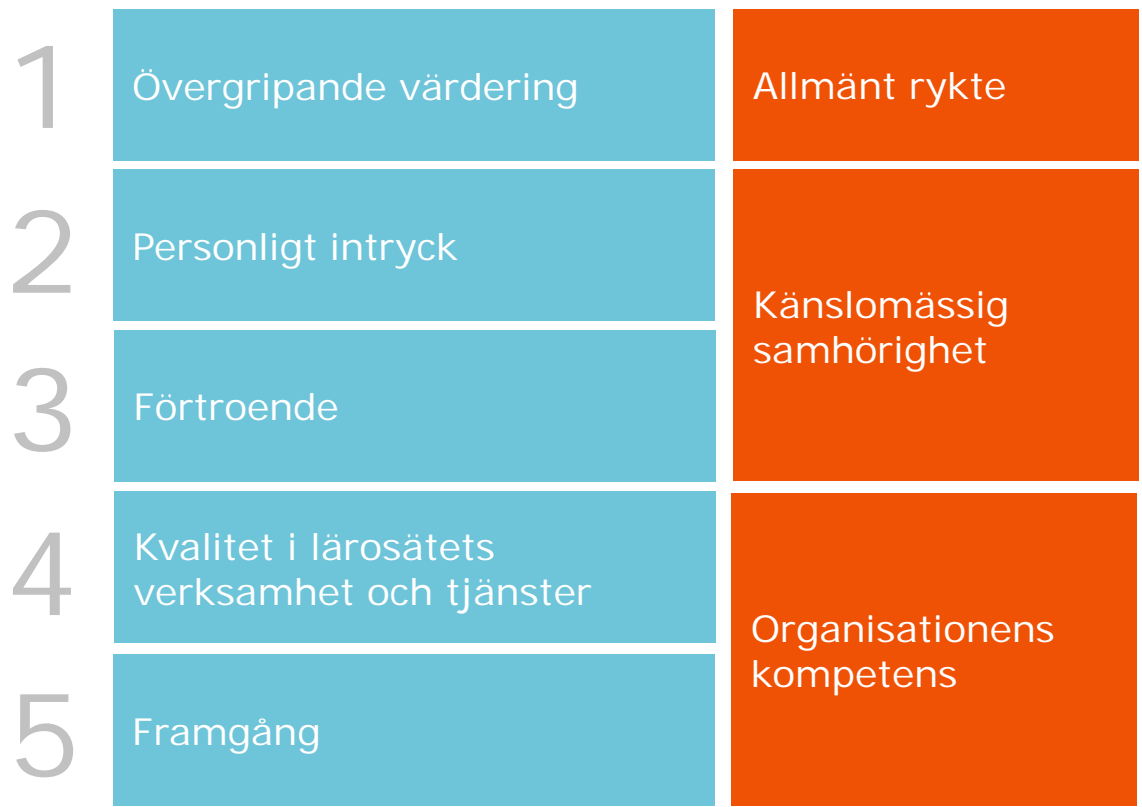 1
Övergripande värdering
Allmänt rykte
2
Personligt intryck
Känslomässig
samhörighet
3
Förtroende
4
Kvalitet i lärosätets
verksamhet och tjänster
Organisationens
kompetens
5
Framgång